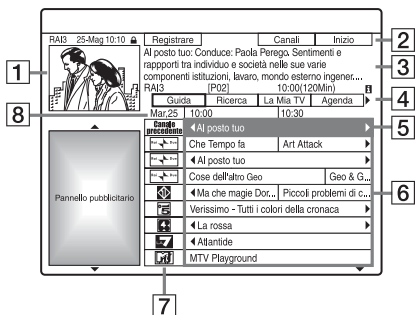 RAI3 25-Mag 10:10 Registrare Canali Inizio
Al posto tuo: Conduce: Paola Perego. Sentimenti e
rappporti tra individuo e società nelle sue varie
componenti istituzioni, lavaro, mondo esterno ingener....
RAI3 [P02] 10:00(120Min)
Guida Ricerca La Mia TV Agenda
Mar,25 10:00 10:30
Canale
precedente
Al posto tuo
Che Tempo fa Art Attack
Al posto tuo
Cose dell'altro Geo Geo & G...
Ma che magie Dor... Piccoli problemi di c...
Verissimo - Tutti i colori della cronaca
La rossa
Atlantide
MTV Playground
Pannello pubblicitario
1
2
3
4
5
6
7
8